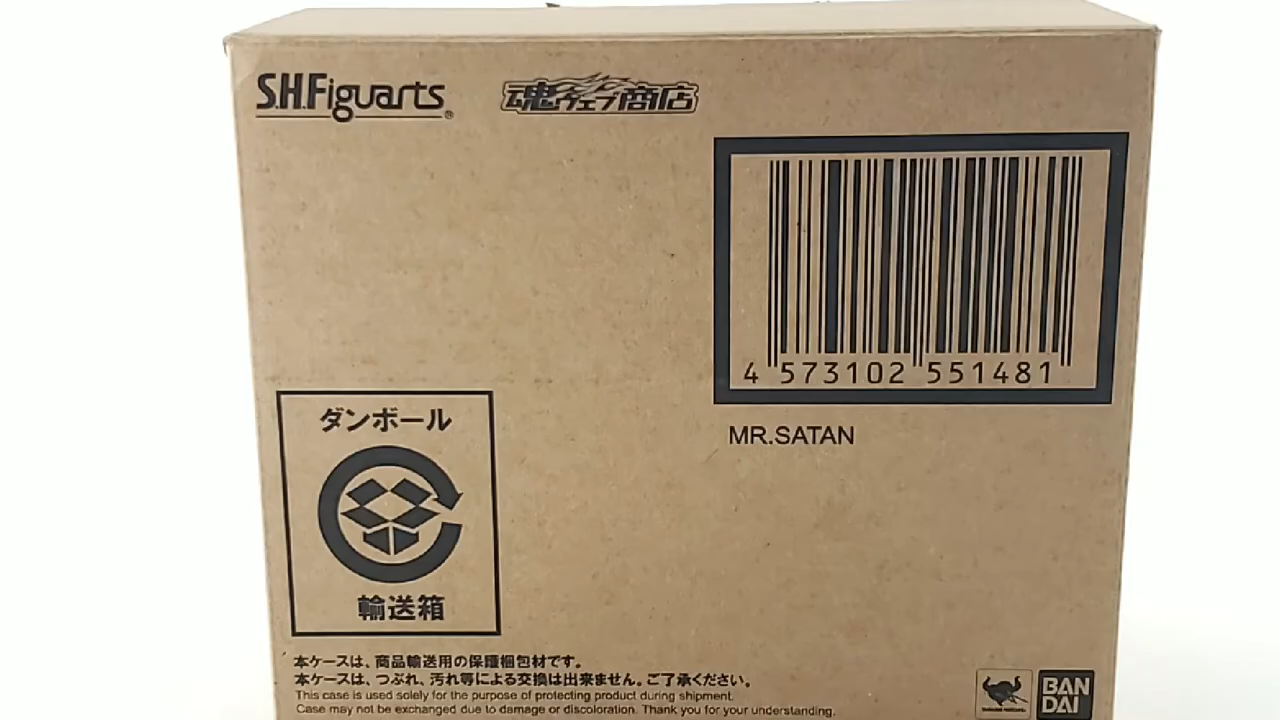 S.H.Figuarts®
魂ウェブ商店
4 573102 551481
MR.SATAN
ダンボール
輸送箱
本ケースは、商品輸送用の保護梱包材です。
本ケースは、つぶれ、汚れ等による交換は出来ません。ご了承ください。
This case is used solely for the purpose of protecting product during shipment.
Case may not be exchanged due to damage or discoloration. Thank you for your understanding.
BAN
DAI